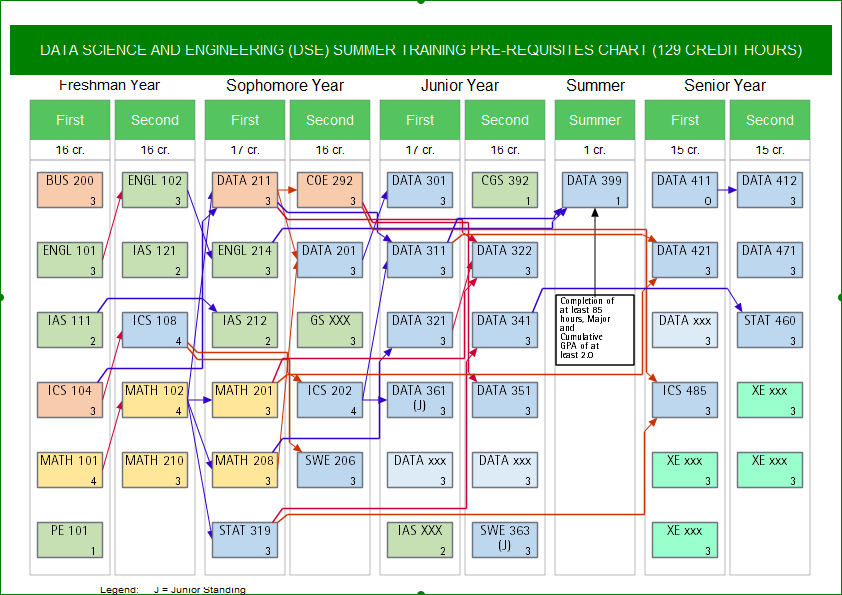 DATA SCIENCE AND ENGINEERING (DSE) SUMMER TRAINING PRE-REQUISITES CHART (129 CREDIT HOURS)
Freshman Year Sophomore Year Junior Year Summer Senior Year
First Second First Second First Second Summer First Second
16 cr. 16 cr. 17 cr. 16 cr. 17 cr. 16 cr. 1 cr. 15 cr. 15 cr.
BUS 200 ENGL 102 DATA 211 COE 292 DATA 301 CGS 392 DATA 399 DATA 411 DATA 412
3 3 3 3 3 1 1 0 3
ENGL 101 IAS 121 ENGL 214 DATA 201 DATA 311 DATA 322 DATA 421 DATA 471
3 2 3 3 3 3 3 3
Completion of
at least 85
hours, Major
and
Cumulative
GPA of at
least 2.0
IAS 111 ICS 108 IAS 212 GS XXX DATA 321 DATA 341 DATA xxx STAT 460
2 4 2 3 3 3 3 3
ICS 104 MATH 102 MATH 201 ICS 202 DATA 361 DATA 351 ICS 485 XE xxx
(J)
3 4 3 4 3 3 3 3
MATH 101 MATH 210 MATH 208 SWE 206 DATA xxx DATA xxx XE xxx XE xxx
4 3 3 3 3 3 3 3
PE 101 STAT 319 IAS XXX SWE 363 XE xxx
(J)
1 3 2 3 3
Legend: J = Junior Standing